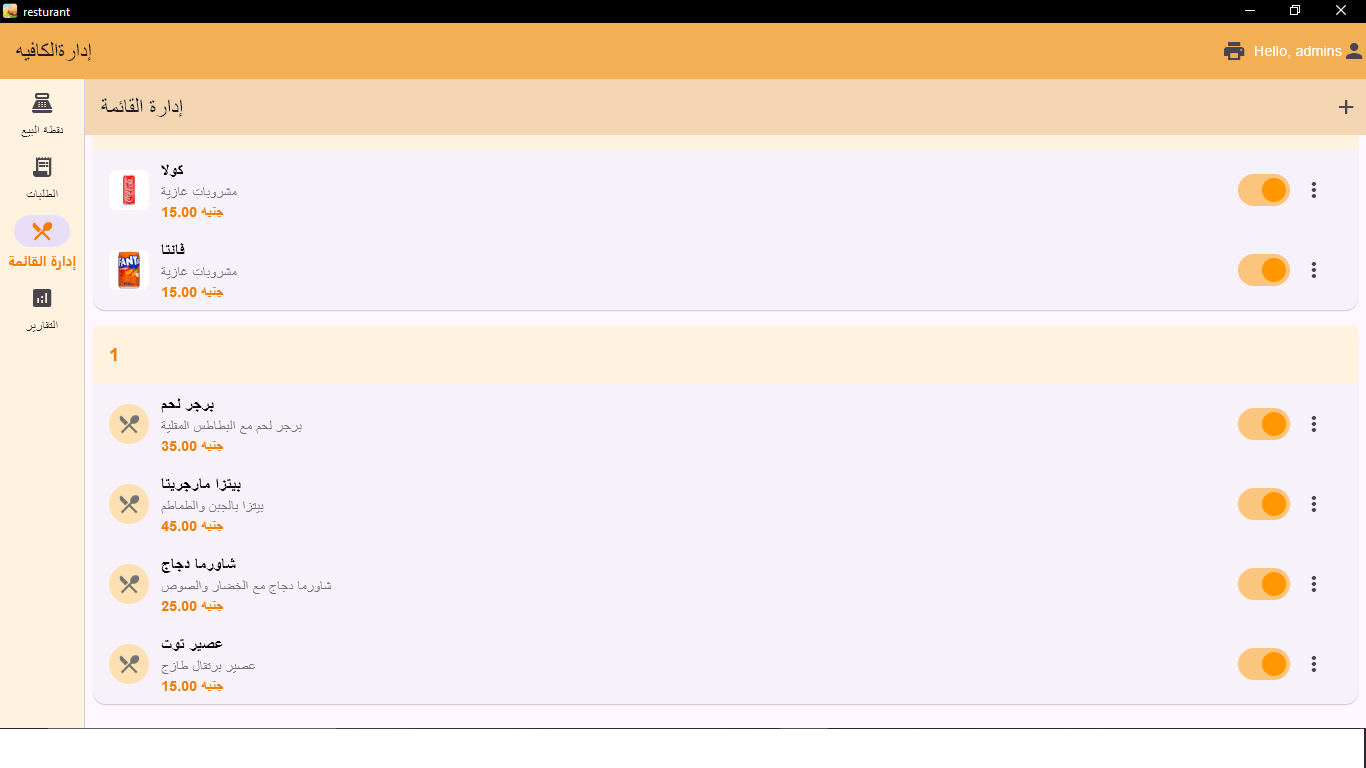 resturant
إدارةالكافيه
Hello, admins
نقطة البيع
الطلبات
إدارة القائمة
التقارير
إدارة القائمة
كولا
مشروبات غازية
15.00 جنيه
فانتا
مشروبات غازية
15.00 جنيه
1
برجر لحم
برجر لحم مع البطاطس المقلية
35.00 جنيه
بيتزا مارجريتا
بيتزا بالجبن والطماطم
45.00 جنيه
شاورما دجاج
شاورما دجاج مع الخضار والصوص
25.00 جنيه
عصير توت
عصير برتقال طازج
15.00 جنيه